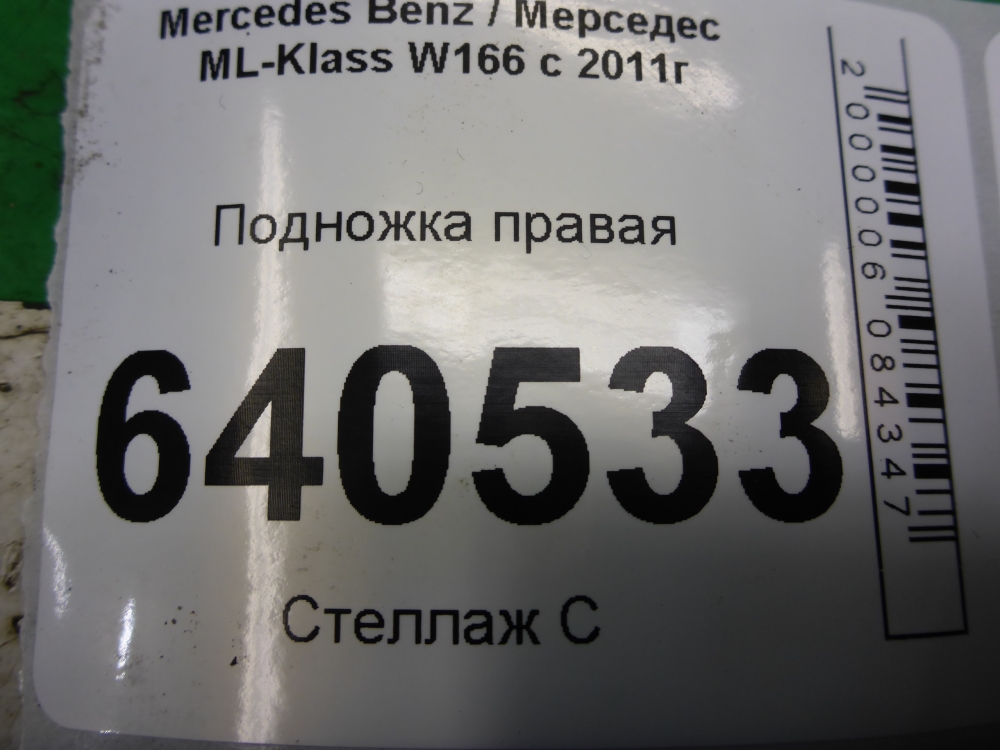 Mercedes Benz / Мерседес
ML-Klass W166 с 2011г
Подножка правая
640533
Стеллаж С
2 000006 084347